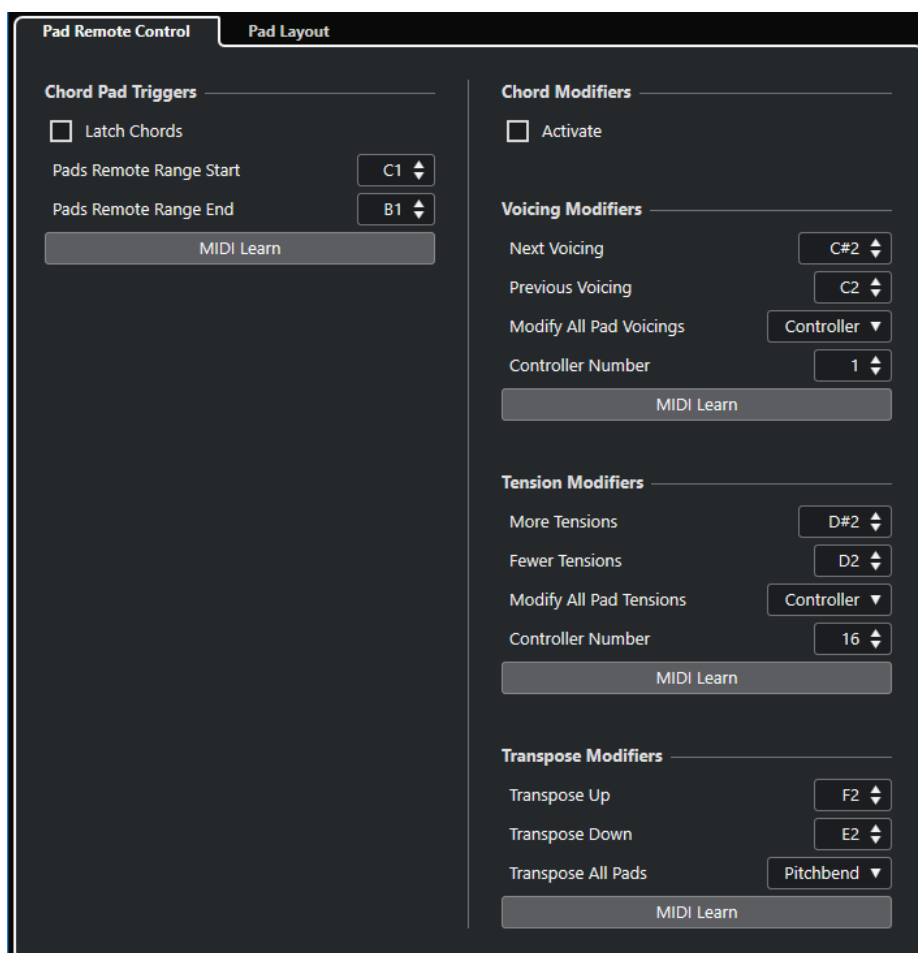 Pad Remote Control
Pad Layout
Chord Pad Triggers
Latch Chords
Pads Remote Range Start C1
Pads Remote Range End B1
MIDI Learn
Chord Modifiers
Activate
Voicing Modifiers
Next Voicing C#2
Previous Voicing C2
Modify All Pad Voicings Controller
Controller Number 1
MIDI Learn
Tension Modifiers
More Tensions D#2
Fewer Tensions D2
Modify All Pad Tensions Controller
Controller Number 16
MIDI Learn
Transpose Modifiers
Transpose Up F2
Transpose Down E2
Transpose All Pads Pitchbend
MIDI Learn